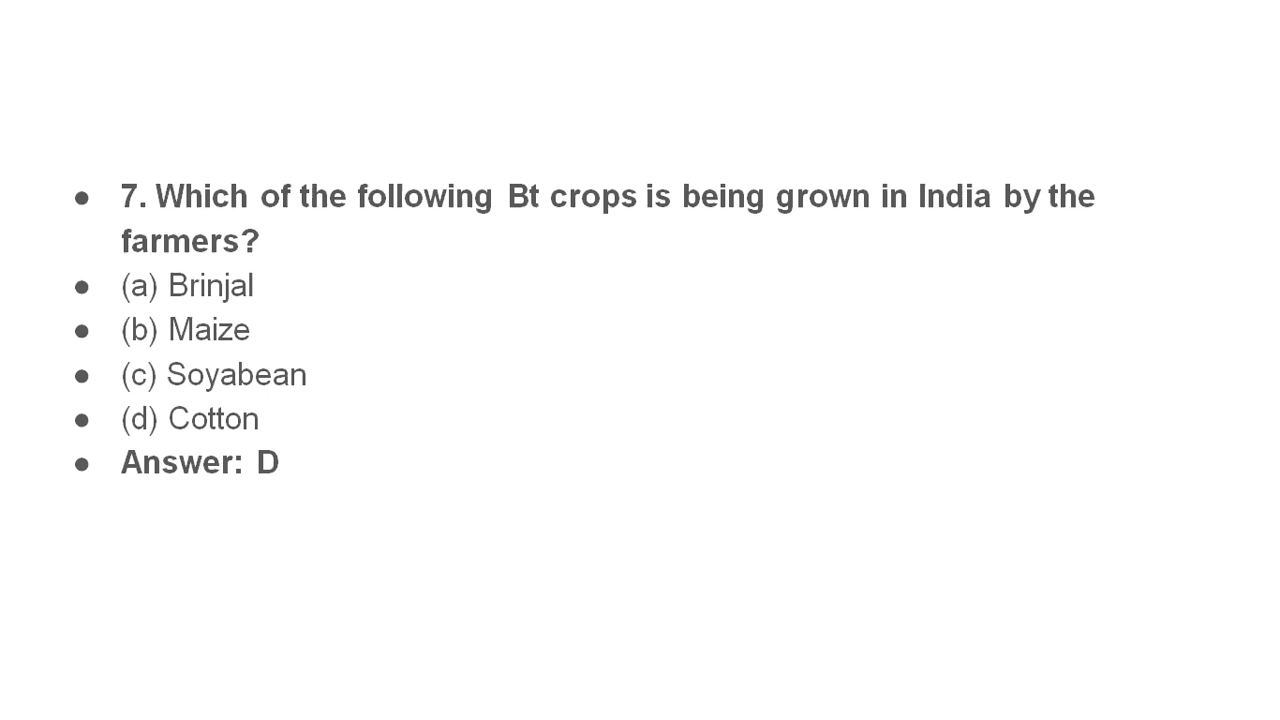 ● 7. Which of the following Bt crops is being grown in India by the
farmers?
● (a) Brinjal
● (b) Maize
● (c) Soyabean
● (d) Cotton
● Answer: D